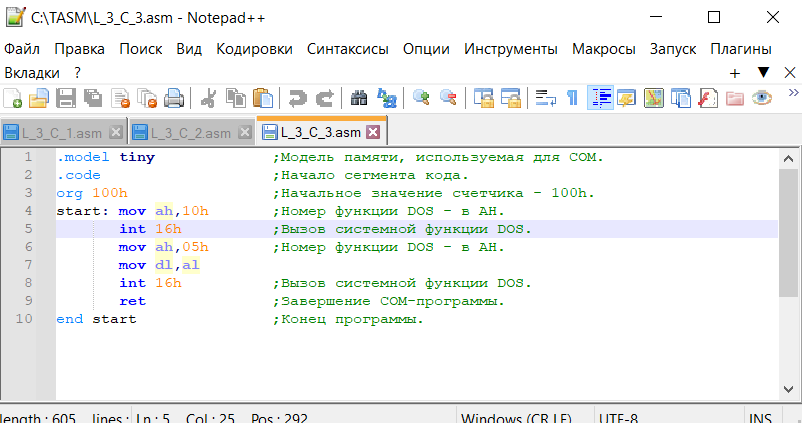 C:\TASM\L_3_C_3.asm - Notepad++
Файл Правка Поиск Вид Кодировки Синтаксисы Опции Инструменты Макросы Запуск Плагины
Вкладки ? + ▼ X
L_3_C_1.asm L_3_C_2.asm L_3_C_3.asm
1 .model tiny ;Модель памяти, используемая для COM.
2 .code ;Начало сегмента кода.
3 org 100h ;Начальное значение счетчика - 100h.
4 start: mov ah,10h ;Номер функции DOS - в AH.
5 int 16h ;Вызов системной функции DOS.
6 mov ah,05h ;Номер функции DOS - в AH.
7 mov dl,al
8 int 16h ;Вызов системной функции DOS.
9 ret ;Завершение COM-программы.
10 end start ;Конец программы.
length : 605 lines : Ln : 5 Col : 25 Pos : 292 Windows (CR LF) UTF-8 INS